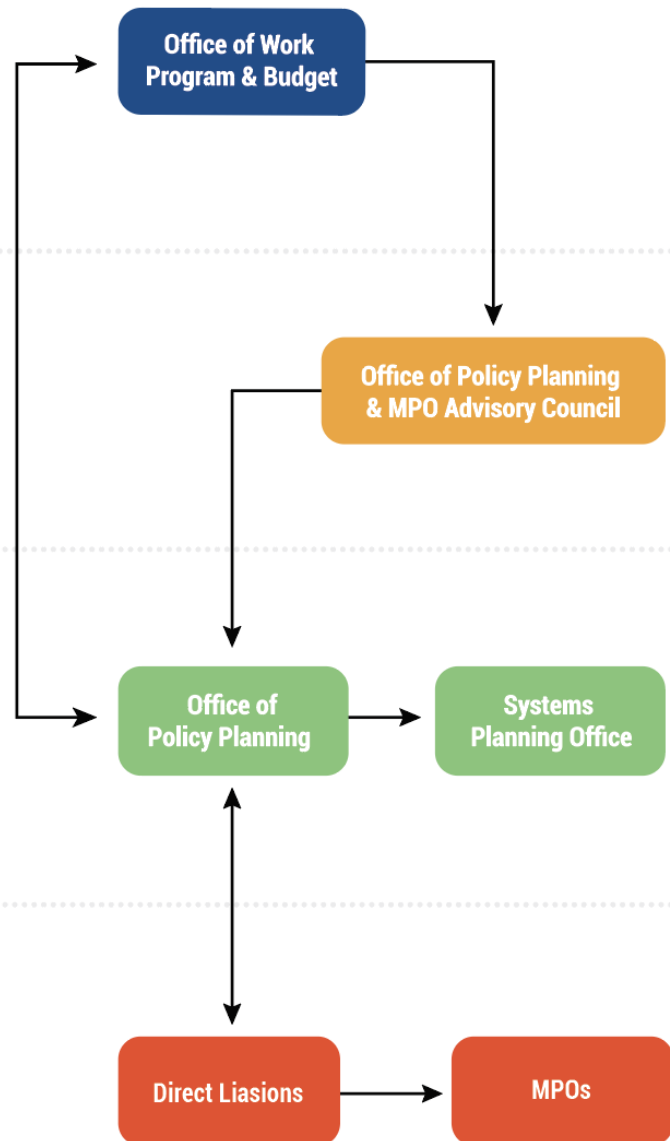 Office of Work
Program & Budget
Office of Policy Planning
& MPO Advisory Council
Office of
Policy Planning
Systems
Planning Office
Direct Liasions
MPOs